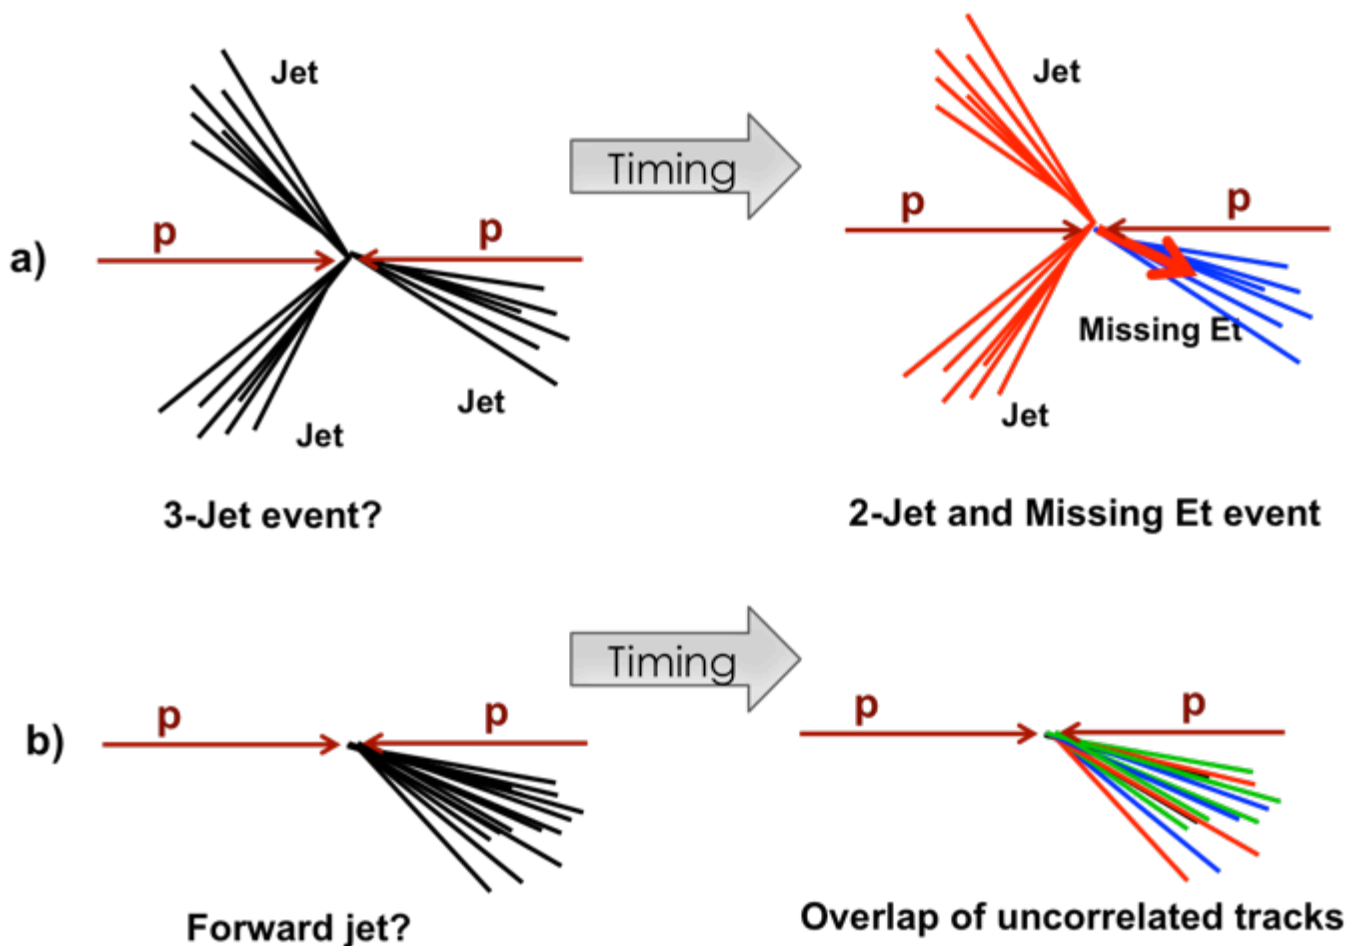 Jet
Jet
Timing
p
p
p
p
a)
Missing Et
Jet
Jet
Jet
3-Jet event?
2-Jet and Missing Et event
Timing
p
p
p
p
b)
Forward jet?
Overlap of uncorrelated tracks